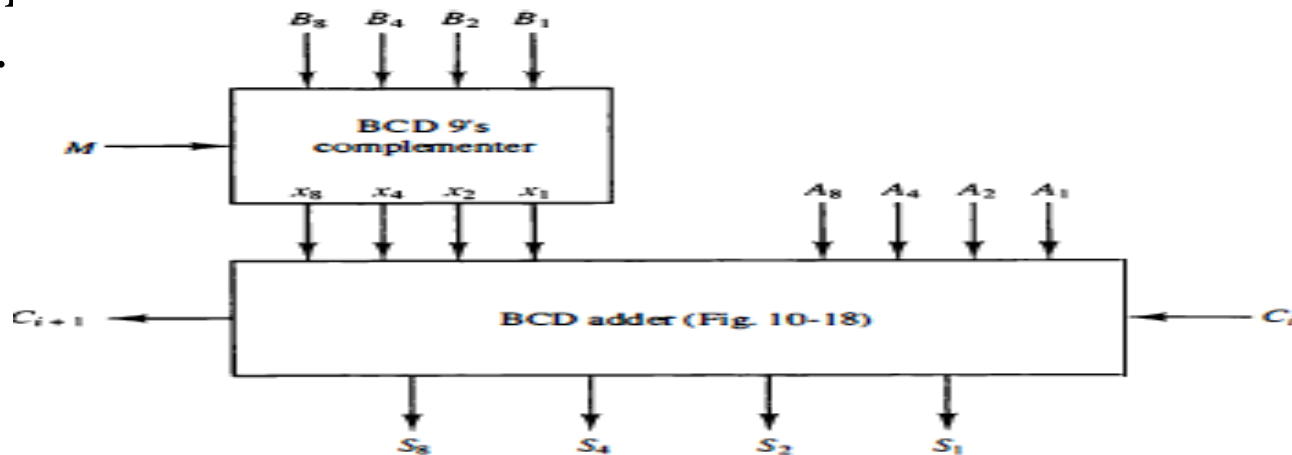 ]
.
B₈ B₄ B₂ B₁
BCD 9's
M complementer
x₈ x₄ x₂ x₁ A₈ A₄ A₂ A₁
Cᵢ₊₁ BCD adder (Fig. 10-18) Cᵢ
S₈ S₄ S₂ S₁